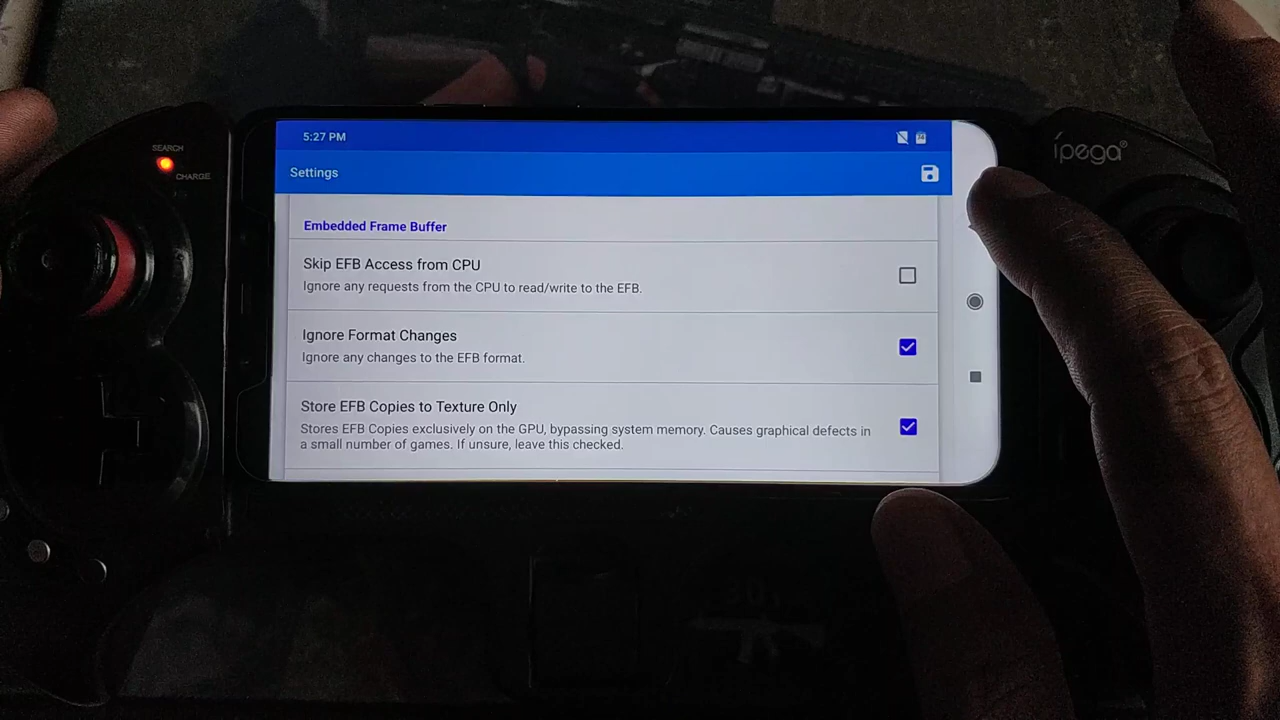 SEARCH
CHARGE
ípega®
5:27 PM
Settings
Embedded Frame Buffer
Skip EFB Access from CPU
Ignore any requests from the CPU to read/write to the EFB.
Ignore Format Changes
Ignore any changes to the EFB format.
Store EFB Copies to Texture Only
Stores EFB Copies exclusively on the GPU, bypassing system memory. Causes graphical defects in
a small number of games. If unsure, leave this checked.